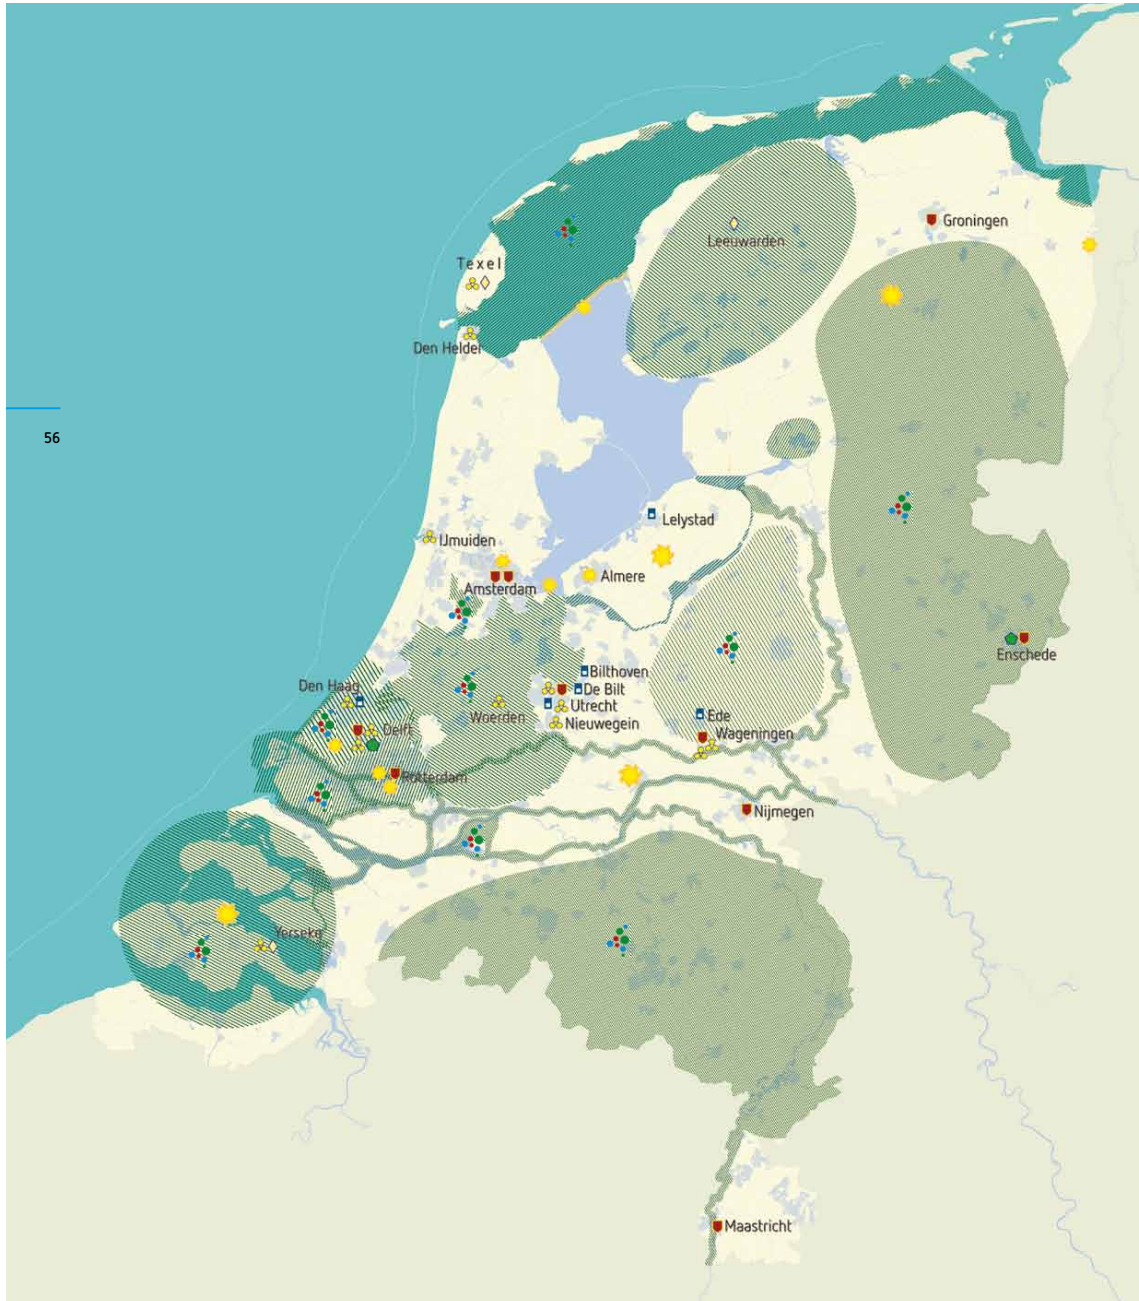 Groningen
Leeuwarden
Texel
Den Helder
56
Lelystad
IJmuiden
Almere
Amsterdam
Enschede
Bilthoven
Den Haag
De Bilt
Utrecht
Ede
Woerden
Nieuwegein
Delft
Wageningen
Rotterdam
Nijmegen
Yerseke
Maastricht